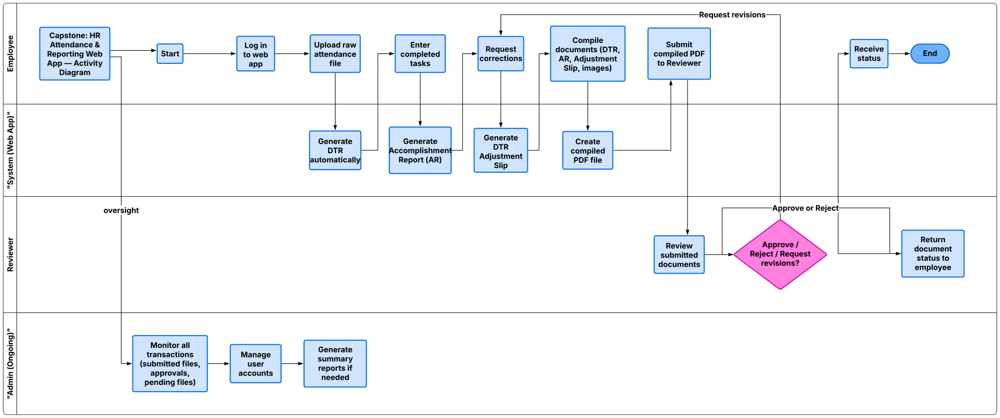 Employee
Capstone: HR
Attendance &
Reporting Web
App — Activity
Diagram
Start
Log in
to web
app
Upload raw
attendance
file
Enter
completed
tasks
Request
corrections
Compile
documents (DTR,
AR, Adjustment
Slip, images)
Submit
compiled PDF
to Reviewer
Request revisions
Receive
status
End
"System (Web App)"
Generate
DTR
automatically
Generate
Accomplishment
Report (AR)
Generate
DTR
Adjustment
Slip
Create
compiled
PDF file
Reviewer
oversight
Review
submitted
documents
Approve or Reject
Approve /
Reject / Request
revisions?
Return
document
status to
employee
"Admin (Ongoing)"
Monitor all
transactions
(submitted files,
approvals,
pending files)
Manage
user
accounts
Generate
summary
reports if
needed